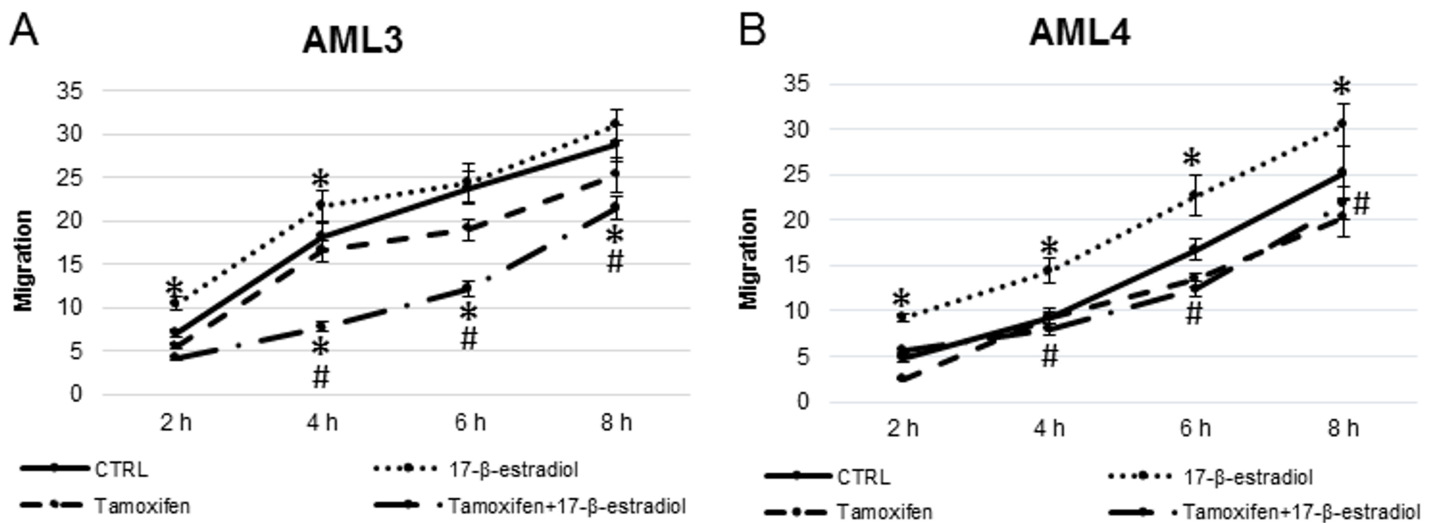 A
AML3
35
30
25
20
15
10
5
0
Migration
*
*
*
#
*
#
*
#
2 h
4 h
6 h
8 h
CTRL
17-β-estradiol
Tamoxifen
Tamoxifen+17-β-estradiol
B
AML4
35
30
25
20
15
10
5
0
Migration
*
*
#
*
#
*
#
2 h
4 h
6 h
8 h
CTRL
17-β-estradiol
Tamoxifen
Tamoxifen+17-β-estradiol